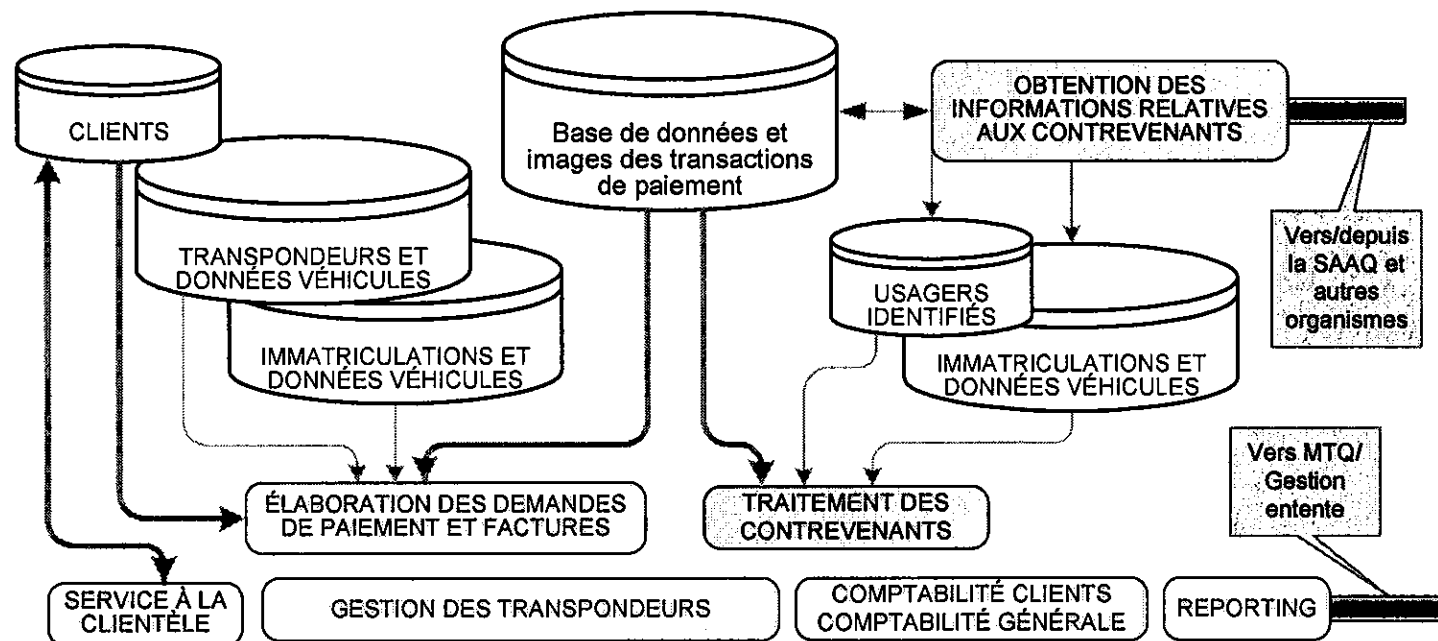 CLIENTS
TRANSPONDEURS ET
DONNÉES VÉHICULES
IMMATRICULATIONS ET
DONNÉES VÉHICULES
Base de données et
images des transactions
de paiement
OBTENTION DES
INFORMATIONS RELATIVES
AUX CONTREVENANTS
Vers/depuis
la SAAQ et
autres
organismes
USAGERS
IDENTIFIÉS
IMMATRICULATIONS ET
DONNÉES VÉHICULES
ÉLABORATION DES DEMANDES
DE PAIEMENT ET FACTURES
TRAITEMENT DES
CONTREVENANTS
Vers MTQ/
Gestion
entente
SERVICE À LA
CLIENTÈLE
GESTION DES TRANSPONDEURS
COMPTABILITÉ CLIENTS
COMPTABILITÉ GÉNÉRALE
REPORTING